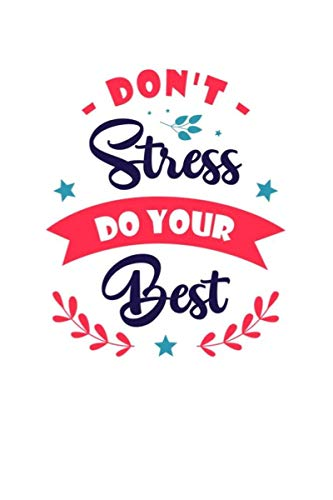 - DON'T -
Stress
DO YOUR
Best